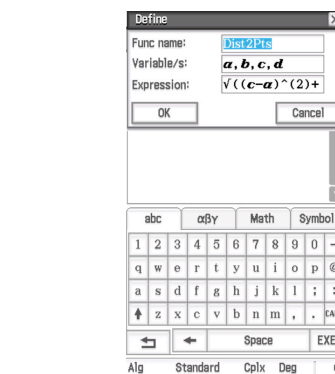 Define
Func name: Dist2Pts
Variable/s: a, b, c, d
Expression: √((c-a)^(2)+
OK Cancel
abc αβγ Math Symbol
1 2 3 4 5 6 7 8 9 0 -
q w e r t y u i o p @
a s d f g h j k l ; :
z x c v b n m , . CA
Space EXE
Alg Standard Cplx Deg